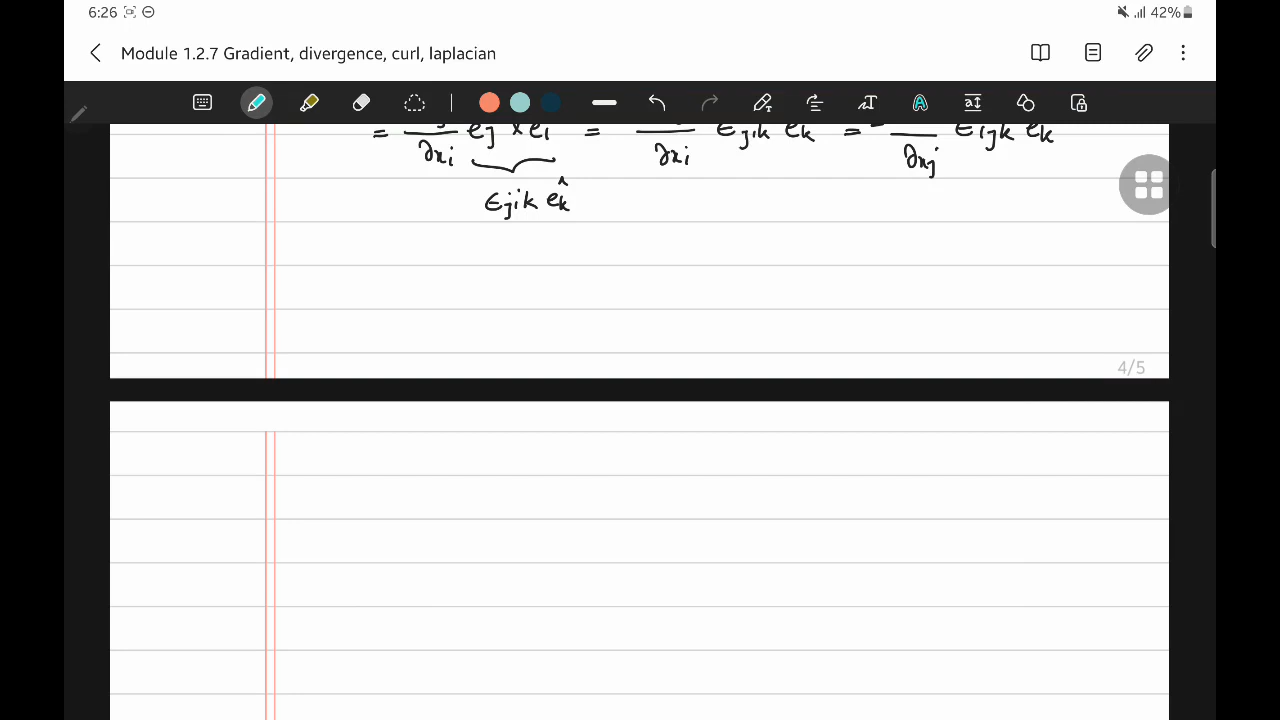 6:26 42%
Module 1.2.7 Gradient, divergence, curl, laplacian
= ∂xi ej × ei = ∂xi ϵjik ek = - ∂xj ϵijk ek
ϵjik êk
4/5